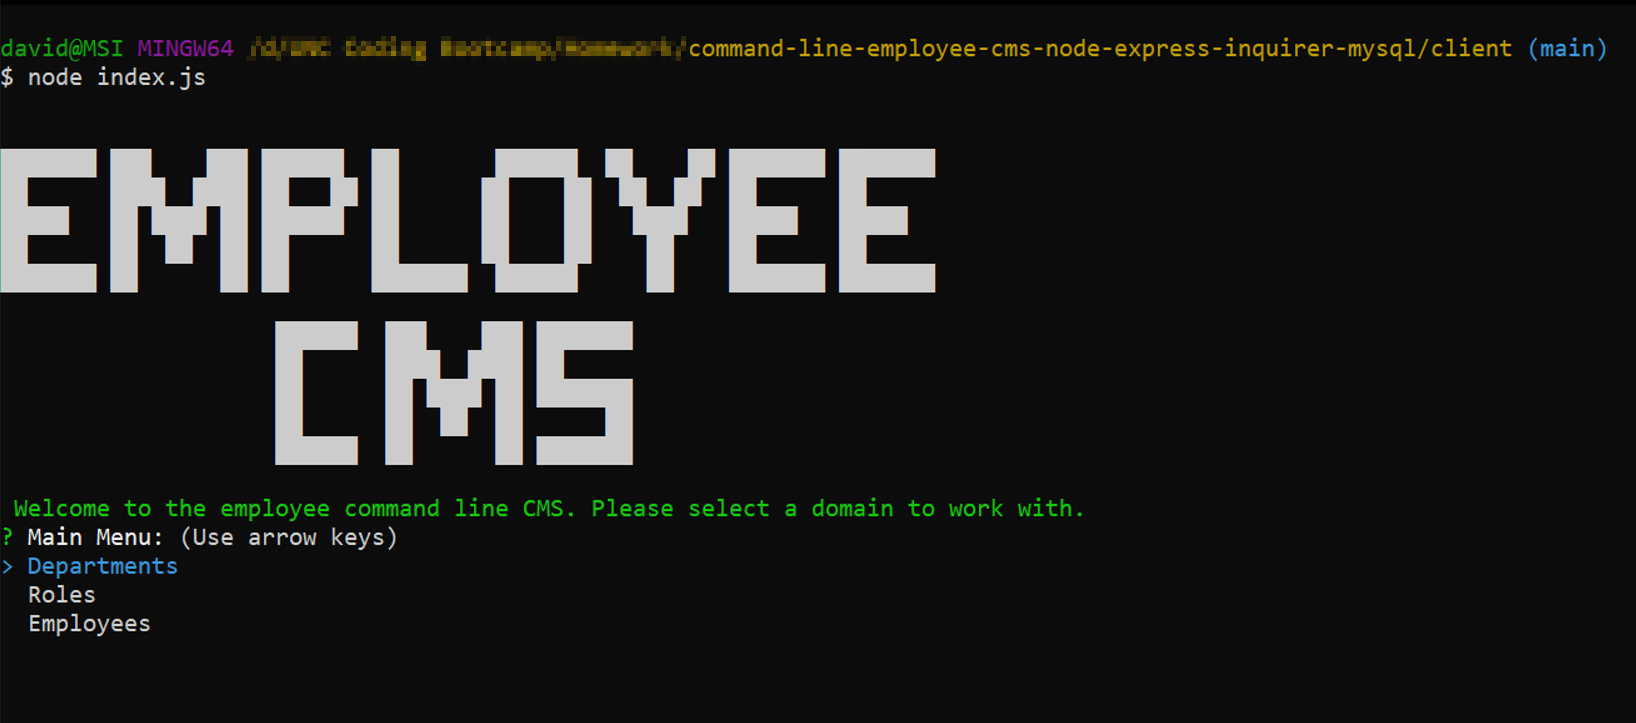 david@MSI MINGW64 command-line-employee-cms-node-express-inquirer-mysql/client (main)
$ node index.js
EMPLOYEE
CMS
Welcome to the employee command line CMS. Please select a domain to work with.
? Main Menu: (Use arrow keys)
> Departments
Roles
Employees